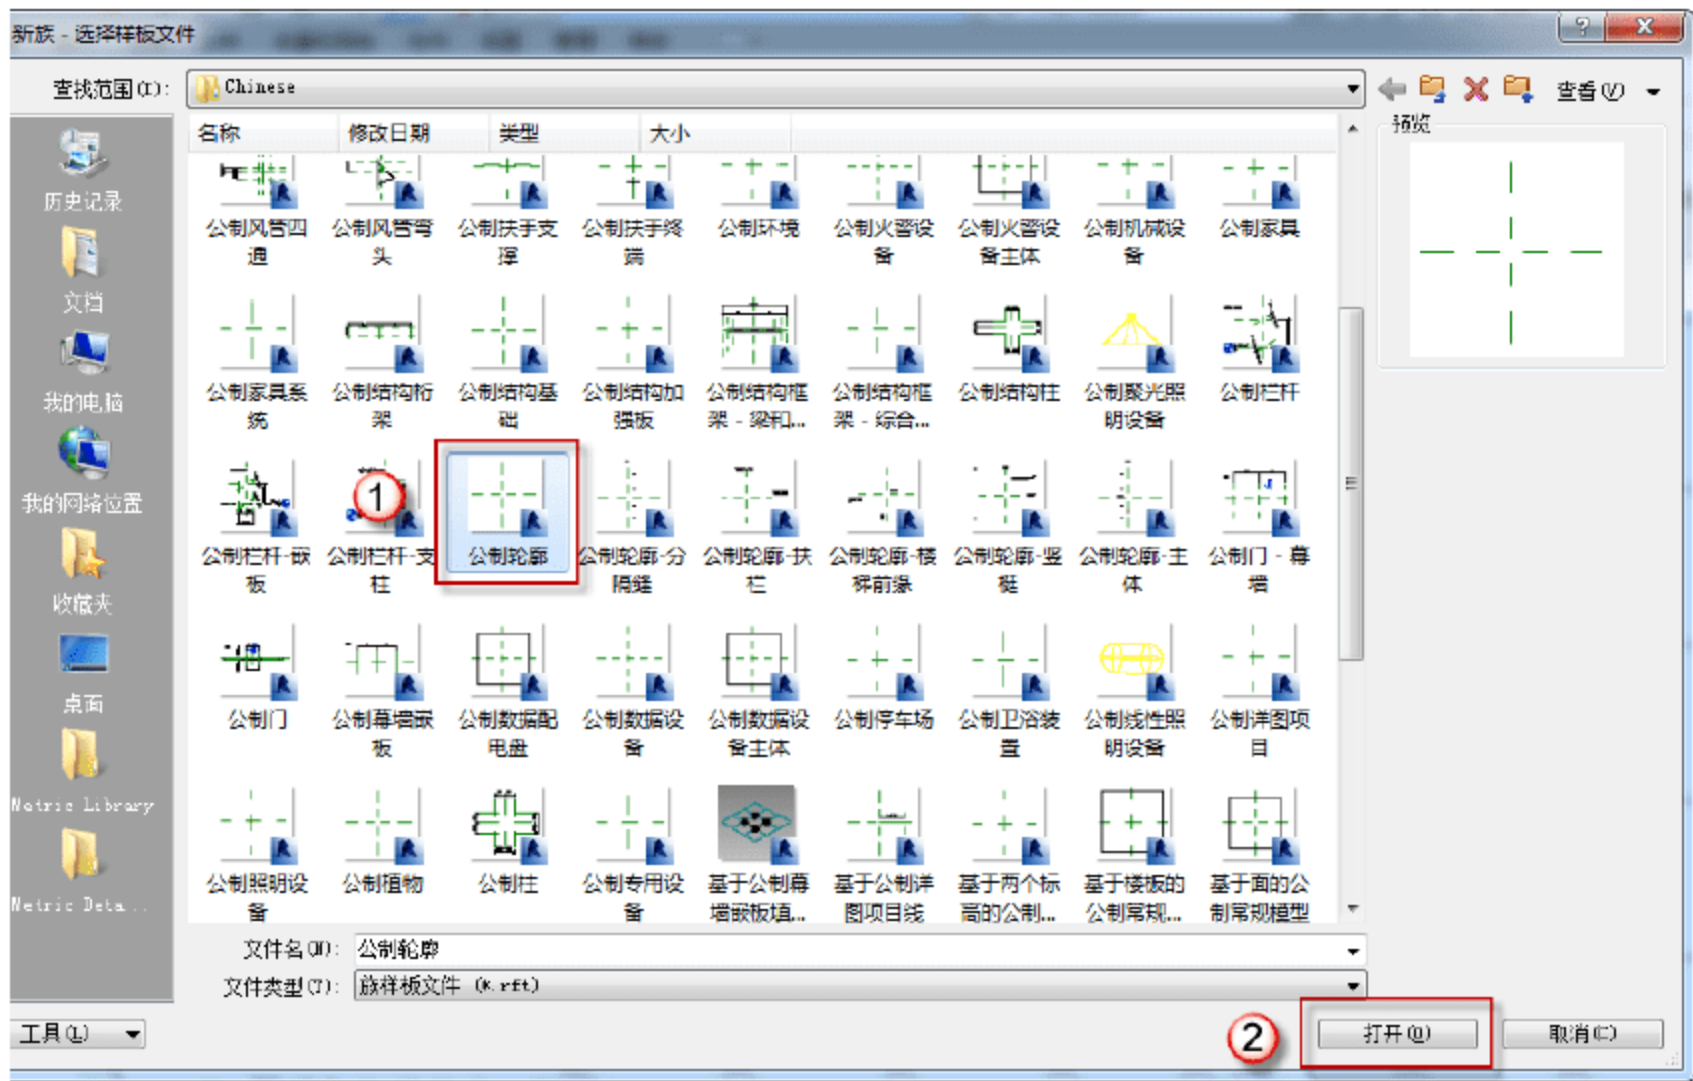 新族 - 选择样板文件
查找范围(I):
Chinese
查看(V)
预览
名称 修改日期 类型 大小
历史记录
文档
我的电脑
我的网络位置
收藏夹
桌面
Metric Library
Metric Deta...
公制风管四通
公制风管弯头
公制扶手支撑
公制扶手终端
公制环境
公制火警设备
公制火警设备主体
公制机械设备
公制家具
公制家具系统
公制结构桁架
公制结构基础
公制结构加强板
公制结构框架 - 梁和...
公制结构框架 - 综合...
公制结构柱
公制聚光照明设备
公制栏杆
公制栏杆-嵌板
公制栏杆-支柱
1
公制轮廓
公制轮廓-分隔缝
公制轮廓-扶栏
公制轮廓-楼梯前缘
公制轮廓-竖梃
公制轮廓-主体
公制门 - 幕墙
公制门
公制幕墙嵌板
公制数据配电盘
公制数据设备
公制数据设备主体
公制停车场
公制卫浴装置
公制线性照明设备
公制详图项目
公制照明设备
公制植物
公制柱
公制专用设备
基于公制幕墙嵌板填...
基于公制详图项目线
基于两个标高的公制...
基于楼板的公制常规...
基于面的公制常规模型
文件名(N): 公制轮廓
文件类型(T): 族样板文件 (*.rft)
工具(L)
2
打开(O)
取消(C)